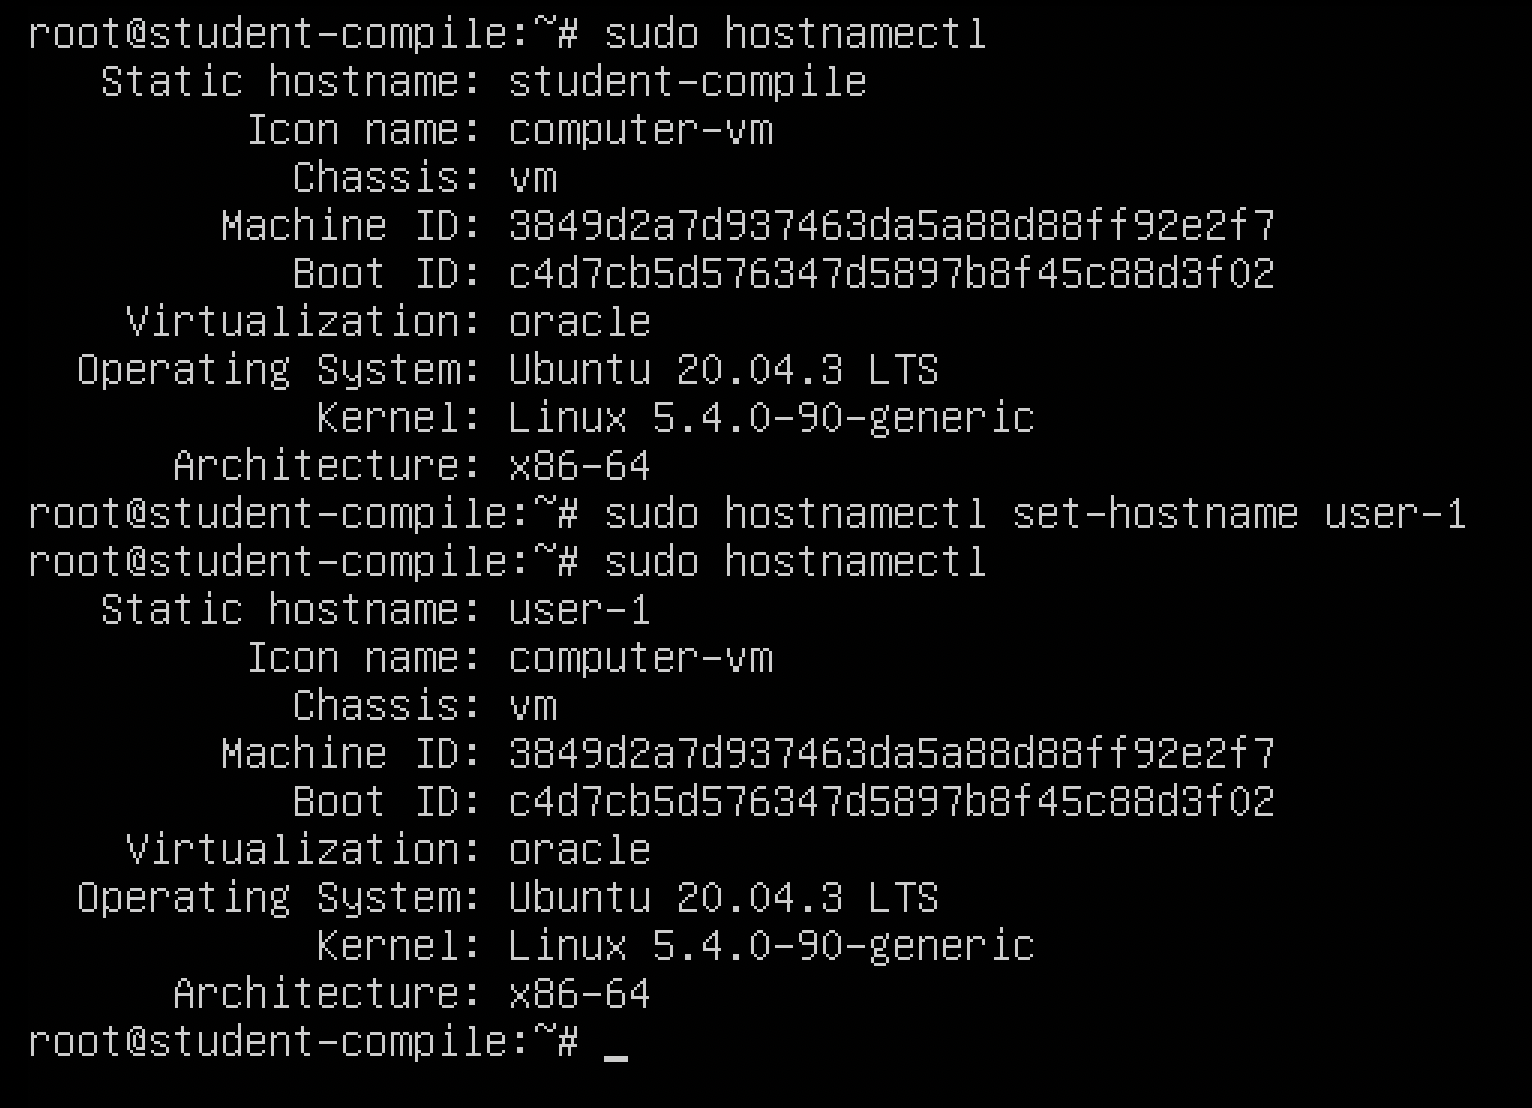 root@student-compile:~# sudo hostnamectl
Static hostname: student-compile
Icon name: computer-vm
Chassis: vm
Machine ID: 3849d2a7d937463da5a88d88ff92e2f7
Boot ID: c4d7cb5d576347d5897b8f45c88d3f02
Virtualization: oracle
Operating System: Ubuntu 20.04.3 LTS
Kernel: Linux 5.4.0-90-generic
Architecture: x86-64
root@student-compile:~# sudo hostnamectl set-hostname user-1
root@student-compile:~# sudo hostnamectl
Static hostname: user-1
Icon name: computer-vm
Chassis: vm
Machine ID: 3849d2a7d937463da5a88d88ff92e2f7
Boot ID: c4d7cb5d576347d5897b8f45c88d3f02
Virtualization: oracle
Operating System: Ubuntu 20.04.3 LTS
Kernel: Linux 5.4.0-90-generic
Architecture: x86-64
root@student-compile:~# _